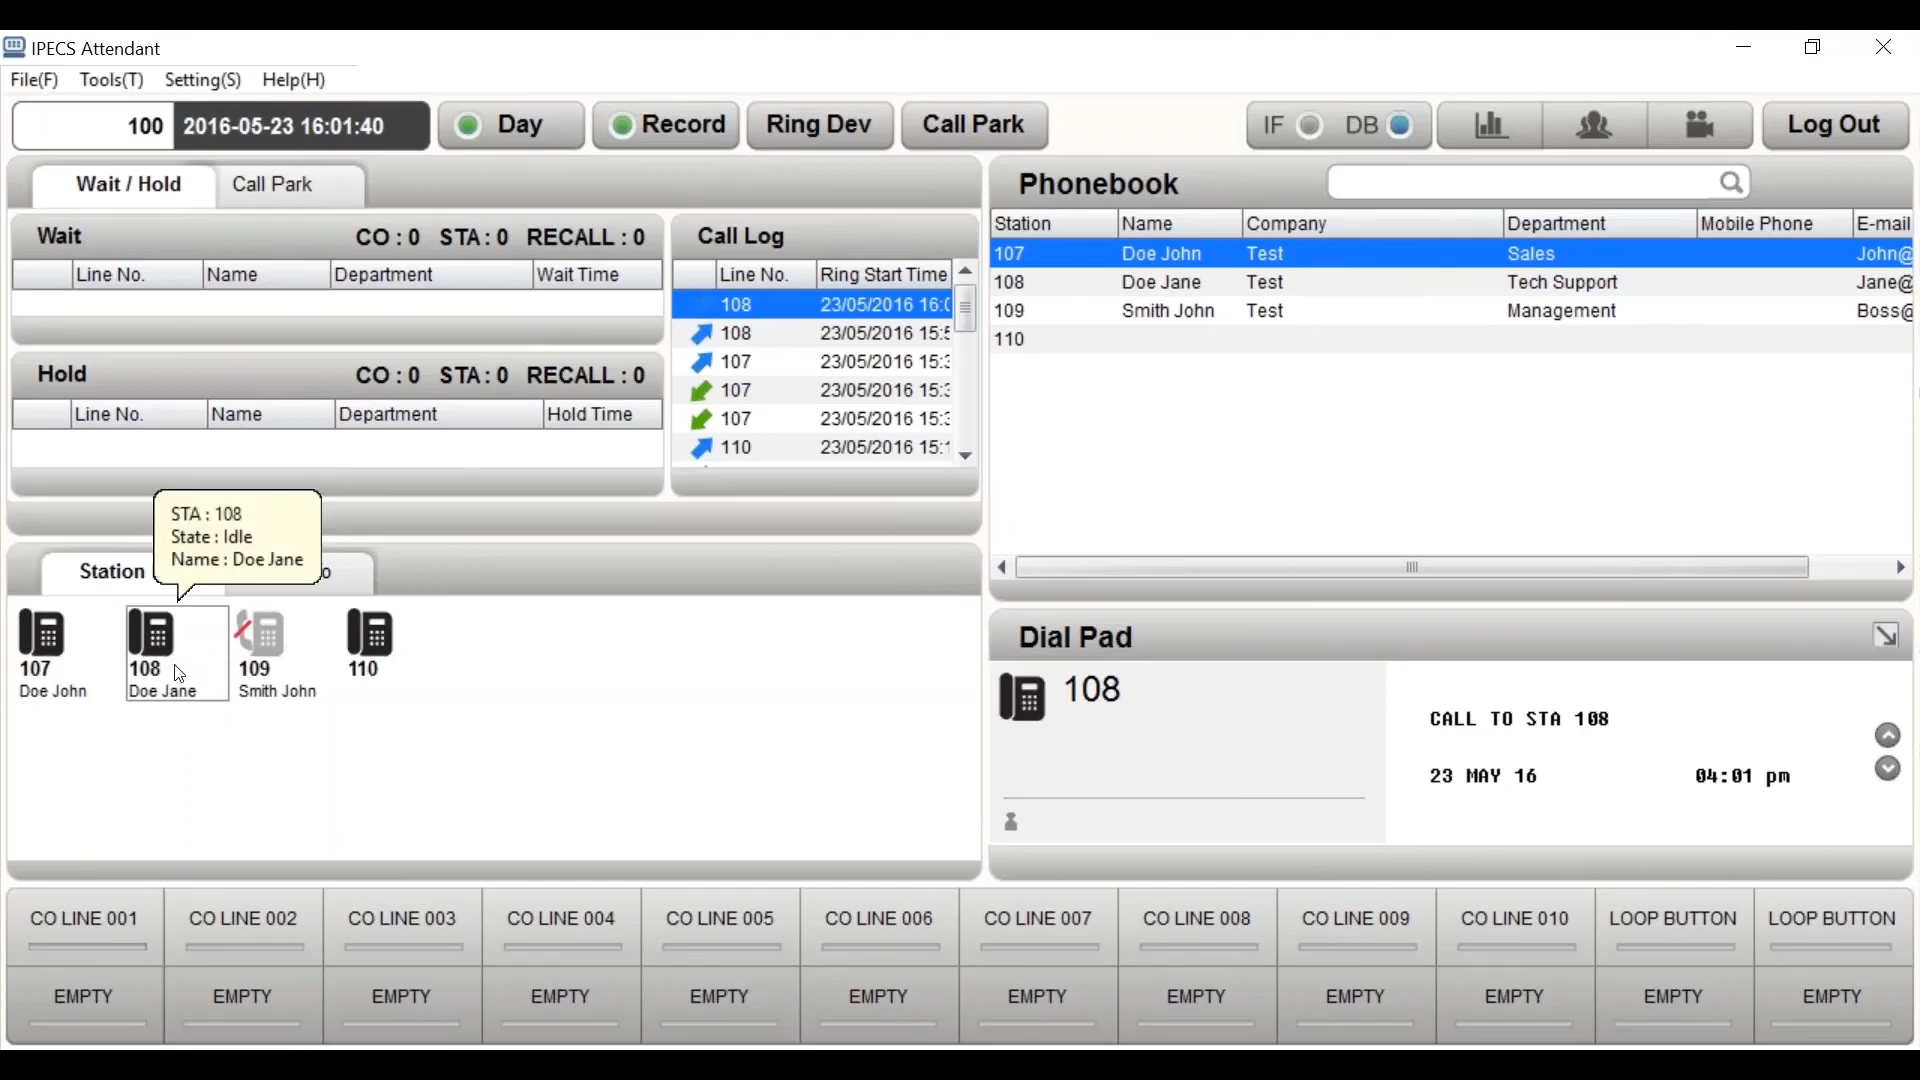 IPECS Attendant
File(F) Tools(T) Setting(S) Help(H)
100 2016-05-23 16:01:40 Day Record Ring Dev Call Park IF DB Log Out
Wait / Hold Call Park
Wait CO : 0 STA : 0 RECALL : 0
Line No. Name Department Wait Time
Hold CO : 0 STA : 0 RECALL : 0
Line No. Name Department Hold Time
Call Log
Line No. Ring Start Time
108 23/05/2016 16:0
108 23/05/2016 15:5
107 23/05/2016 15:3
107 23/05/2016 15:3
107 23/05/2016 15:3
110 23/05/2016 15:1
Phonebook
Station Name Company Department Mobile Phone E-mail
107 Doe John Test Sales John@
108 Doe Jane Test Tech Support Jane@
109 Smith John Test Management Boss@
110
STA : 108
State : Idle
Name : Doe Jane
Station
107 108 109 110
Doe John Doe Jane Smith John
Dial Pad
108
CALL TO STA 108
23 MAY 16 04:01 pm
CO LINE 001 CO LINE 002 CO LINE 003 CO LINE 004 CO LINE 005 CO LINE 006 CO LINE 007 CO LINE 008 CO LINE 009 CO LINE 010 LOOP BUTTON LOOP BUTTON
EMPTY EMPTY EMPTY EMPTY EMPTY EMPTY EMPTY EMPTY EMPTY EMPTY EMPTY EMPTY